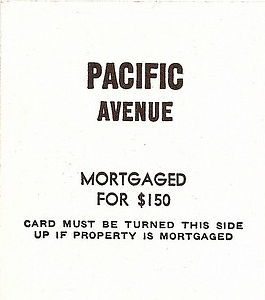 PACIFIC
AVENUE
MORTGAGED
FOR $150
CARD MUST BE TURNED THIS SIDE
UP IF PROPERTY IS MORTGAGED